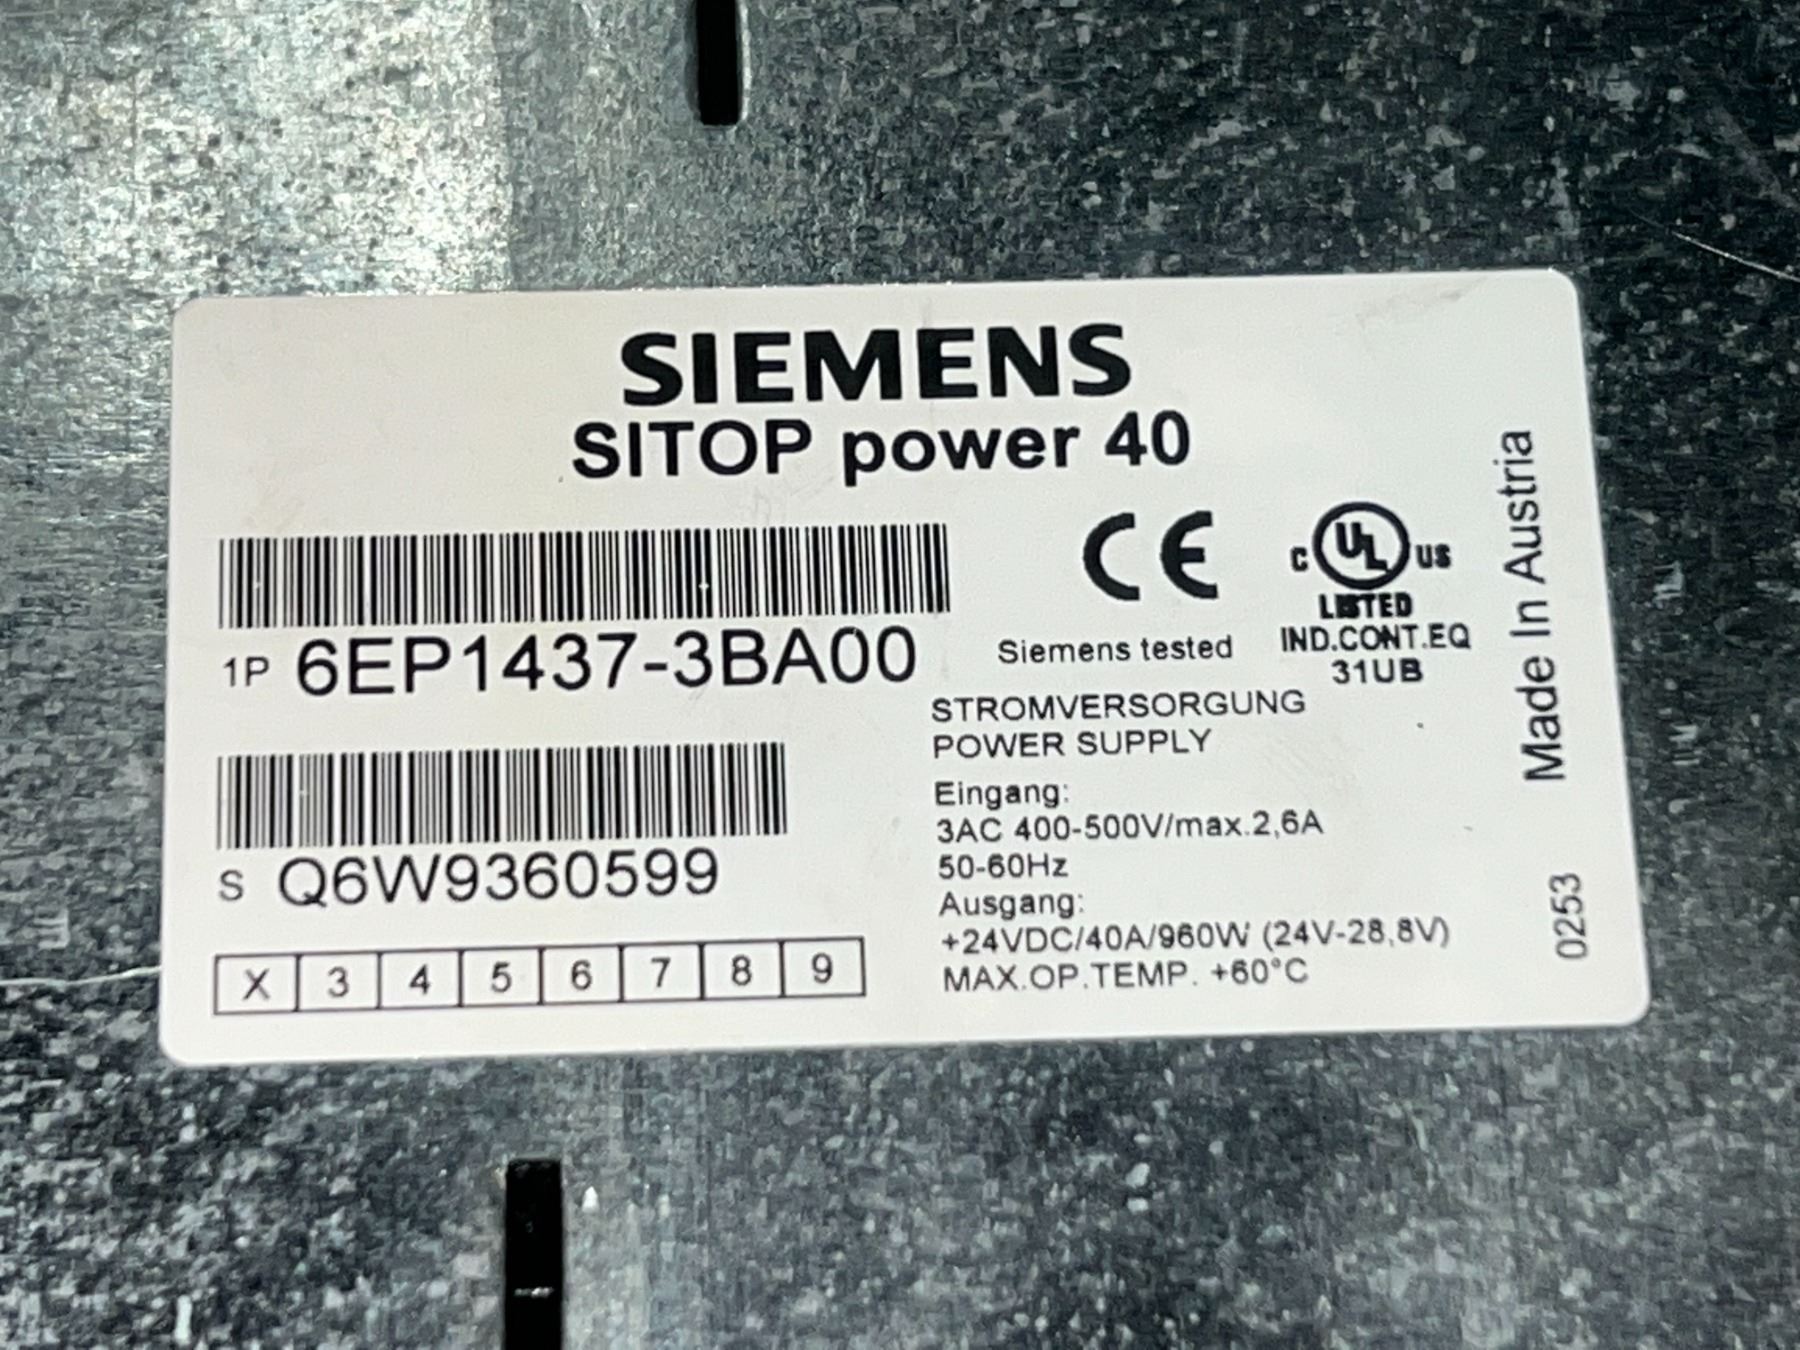 SIEMENS
SITOP power 40
1P 6EP1437-3BA00
S Q6W9360599
X 3 4 5 6 7 8 9
CE
Siemens tested
C UL US
LISTED
IND.CONT.EQ
31UB
STROMVERSORGUNG
POWER SUPPLY
Eingang:
3AC 400-500V/max.2,6A
50-60Hz
Ausgang:
+24VDC/40A/960W (24V-28,8V)
MAX.OP.TEMP. +60°C
Made In Austria
0253